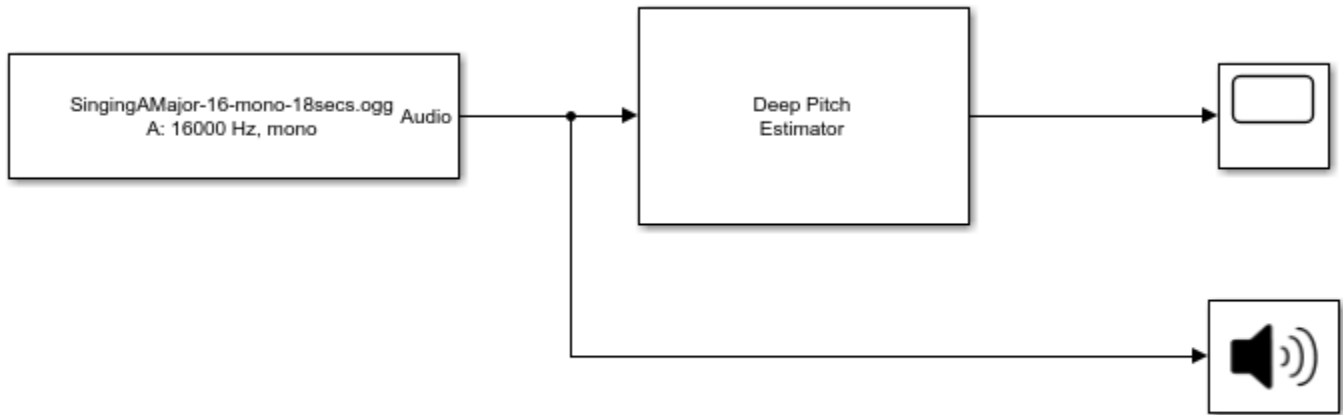 SingingAMajor-16-mono-18secs.ogg
A: 16000 Hz, mono
Audio
Deep Pitch
Estimator